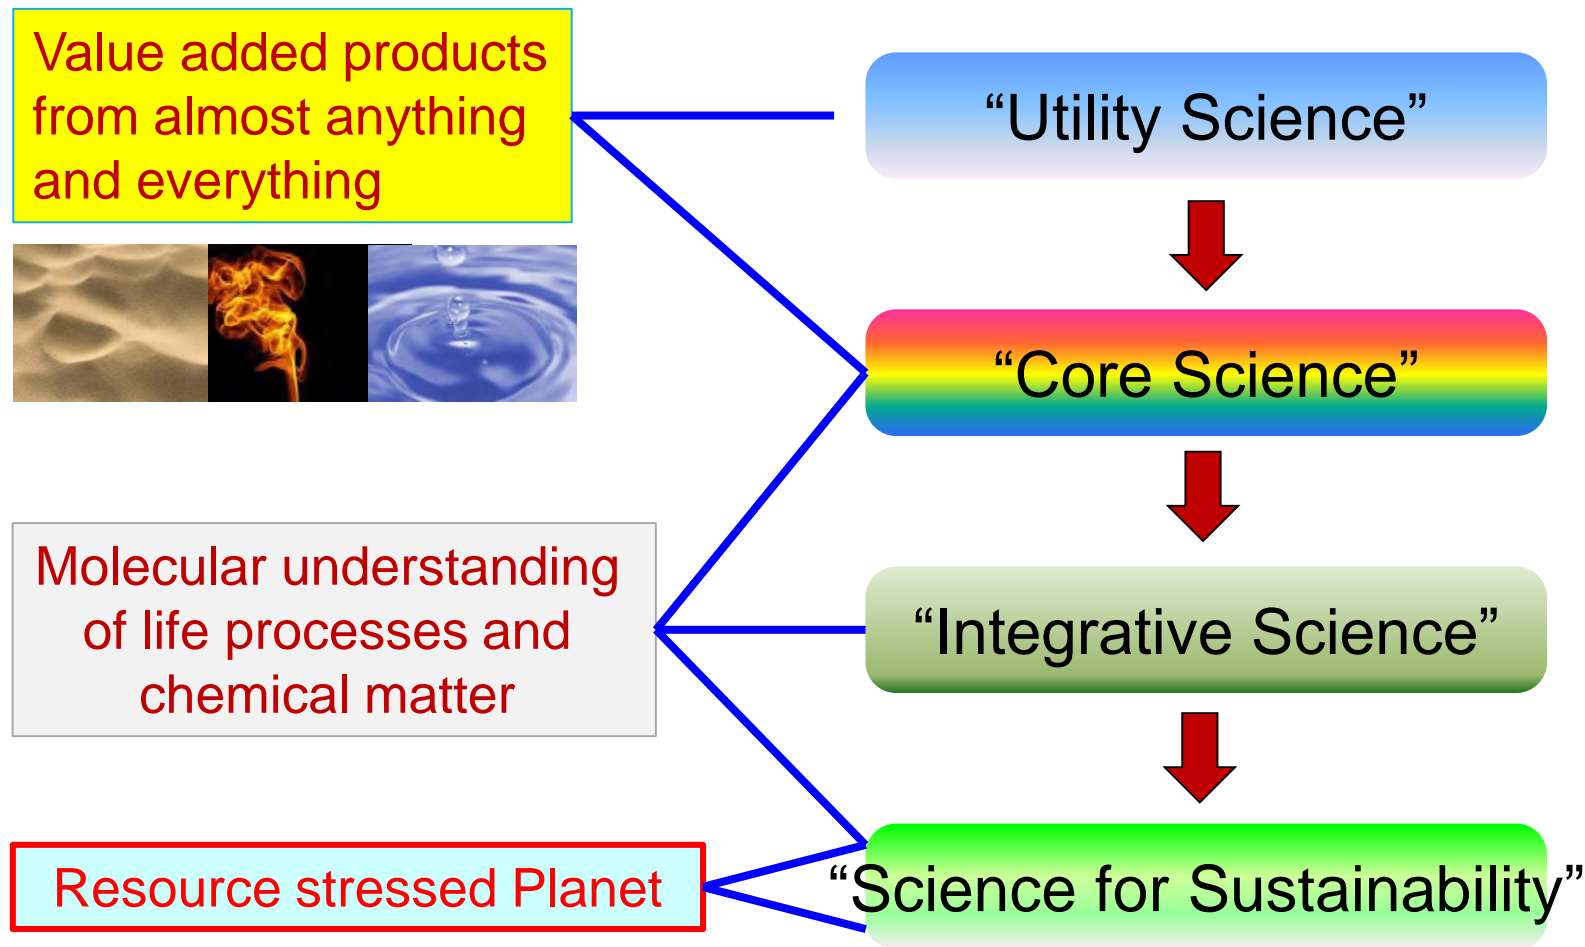 Value added products
from almost anything
and everything
“Utility Science”
“Core Science”
Molecular understanding
of life processes and
chemical matter
“Integrative Science”
Resource stressed Planet
“Science for Sustainability”